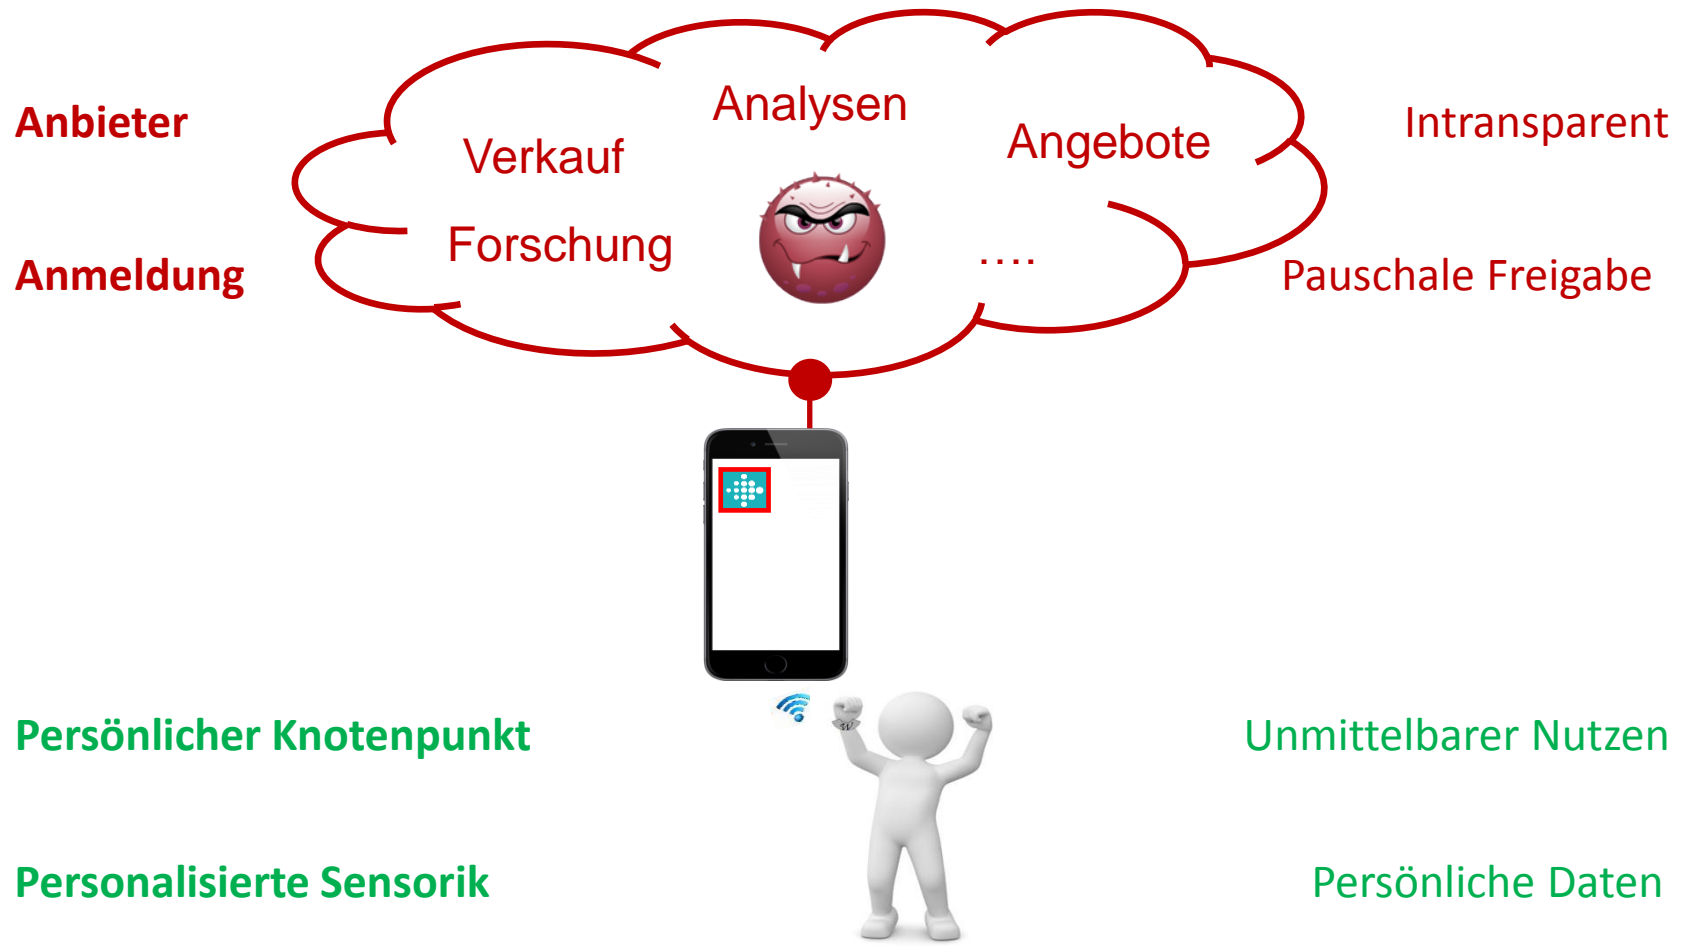 Analysen
Anbieter
Intransparent
Angebote
Verkauf
Forschung
....
Anmeldung
Pauschale Freigabe
Persönlicher Knotenpunkt
Unmittelbarer Nutzen
Personalisierte Sensorik
Persönliche Daten